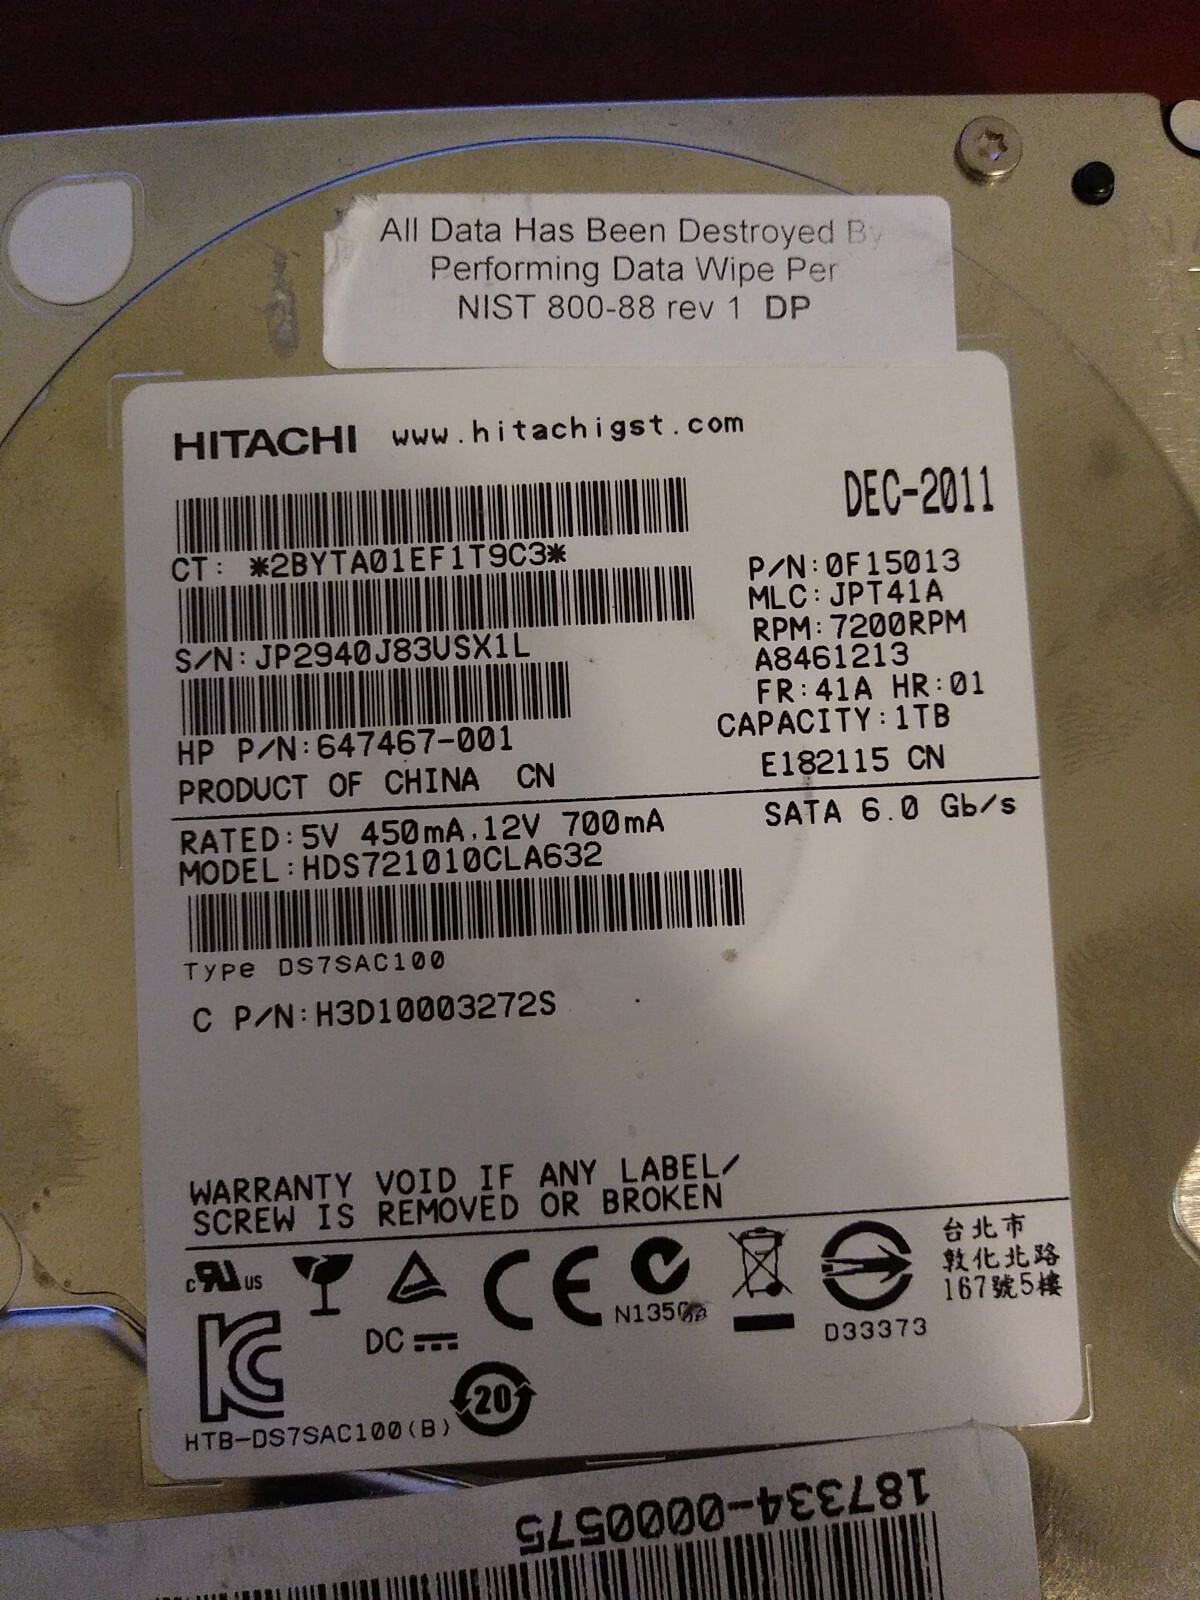 All Data Has Been Destroyed By
Performing Data Wipe Per
NIST 800-88 rev 1 DP
HITACHI www.hitachigst.com
DEC-2011
CT: *2BYTA01EF1T9C3*
S/N:JP2940J83USX1L
HP P/N:647467-001
PRODUCT OF CHINA CN
P/N:0F15013
MLC:JPT41A
RPM:7200RPM
A8461213
FR:41A HR:01
CAPACITY:1TB
E182115 CN
RATED:5V 450mA,12V 700mA
SATA 6.0 Gb/s
MODEL:HDS721010CLA632
Type DS7SAC100
C P/N:H3D10003272S
WARRANTY VOID IF ANY LABEL/
SCREW IS REMOVED OR BROKEN
c RU US
DC
CE
D33373
台北市
敦化北路
167號5樓
KC
20
HTB-DS7SAC100(B)
187334-0000575